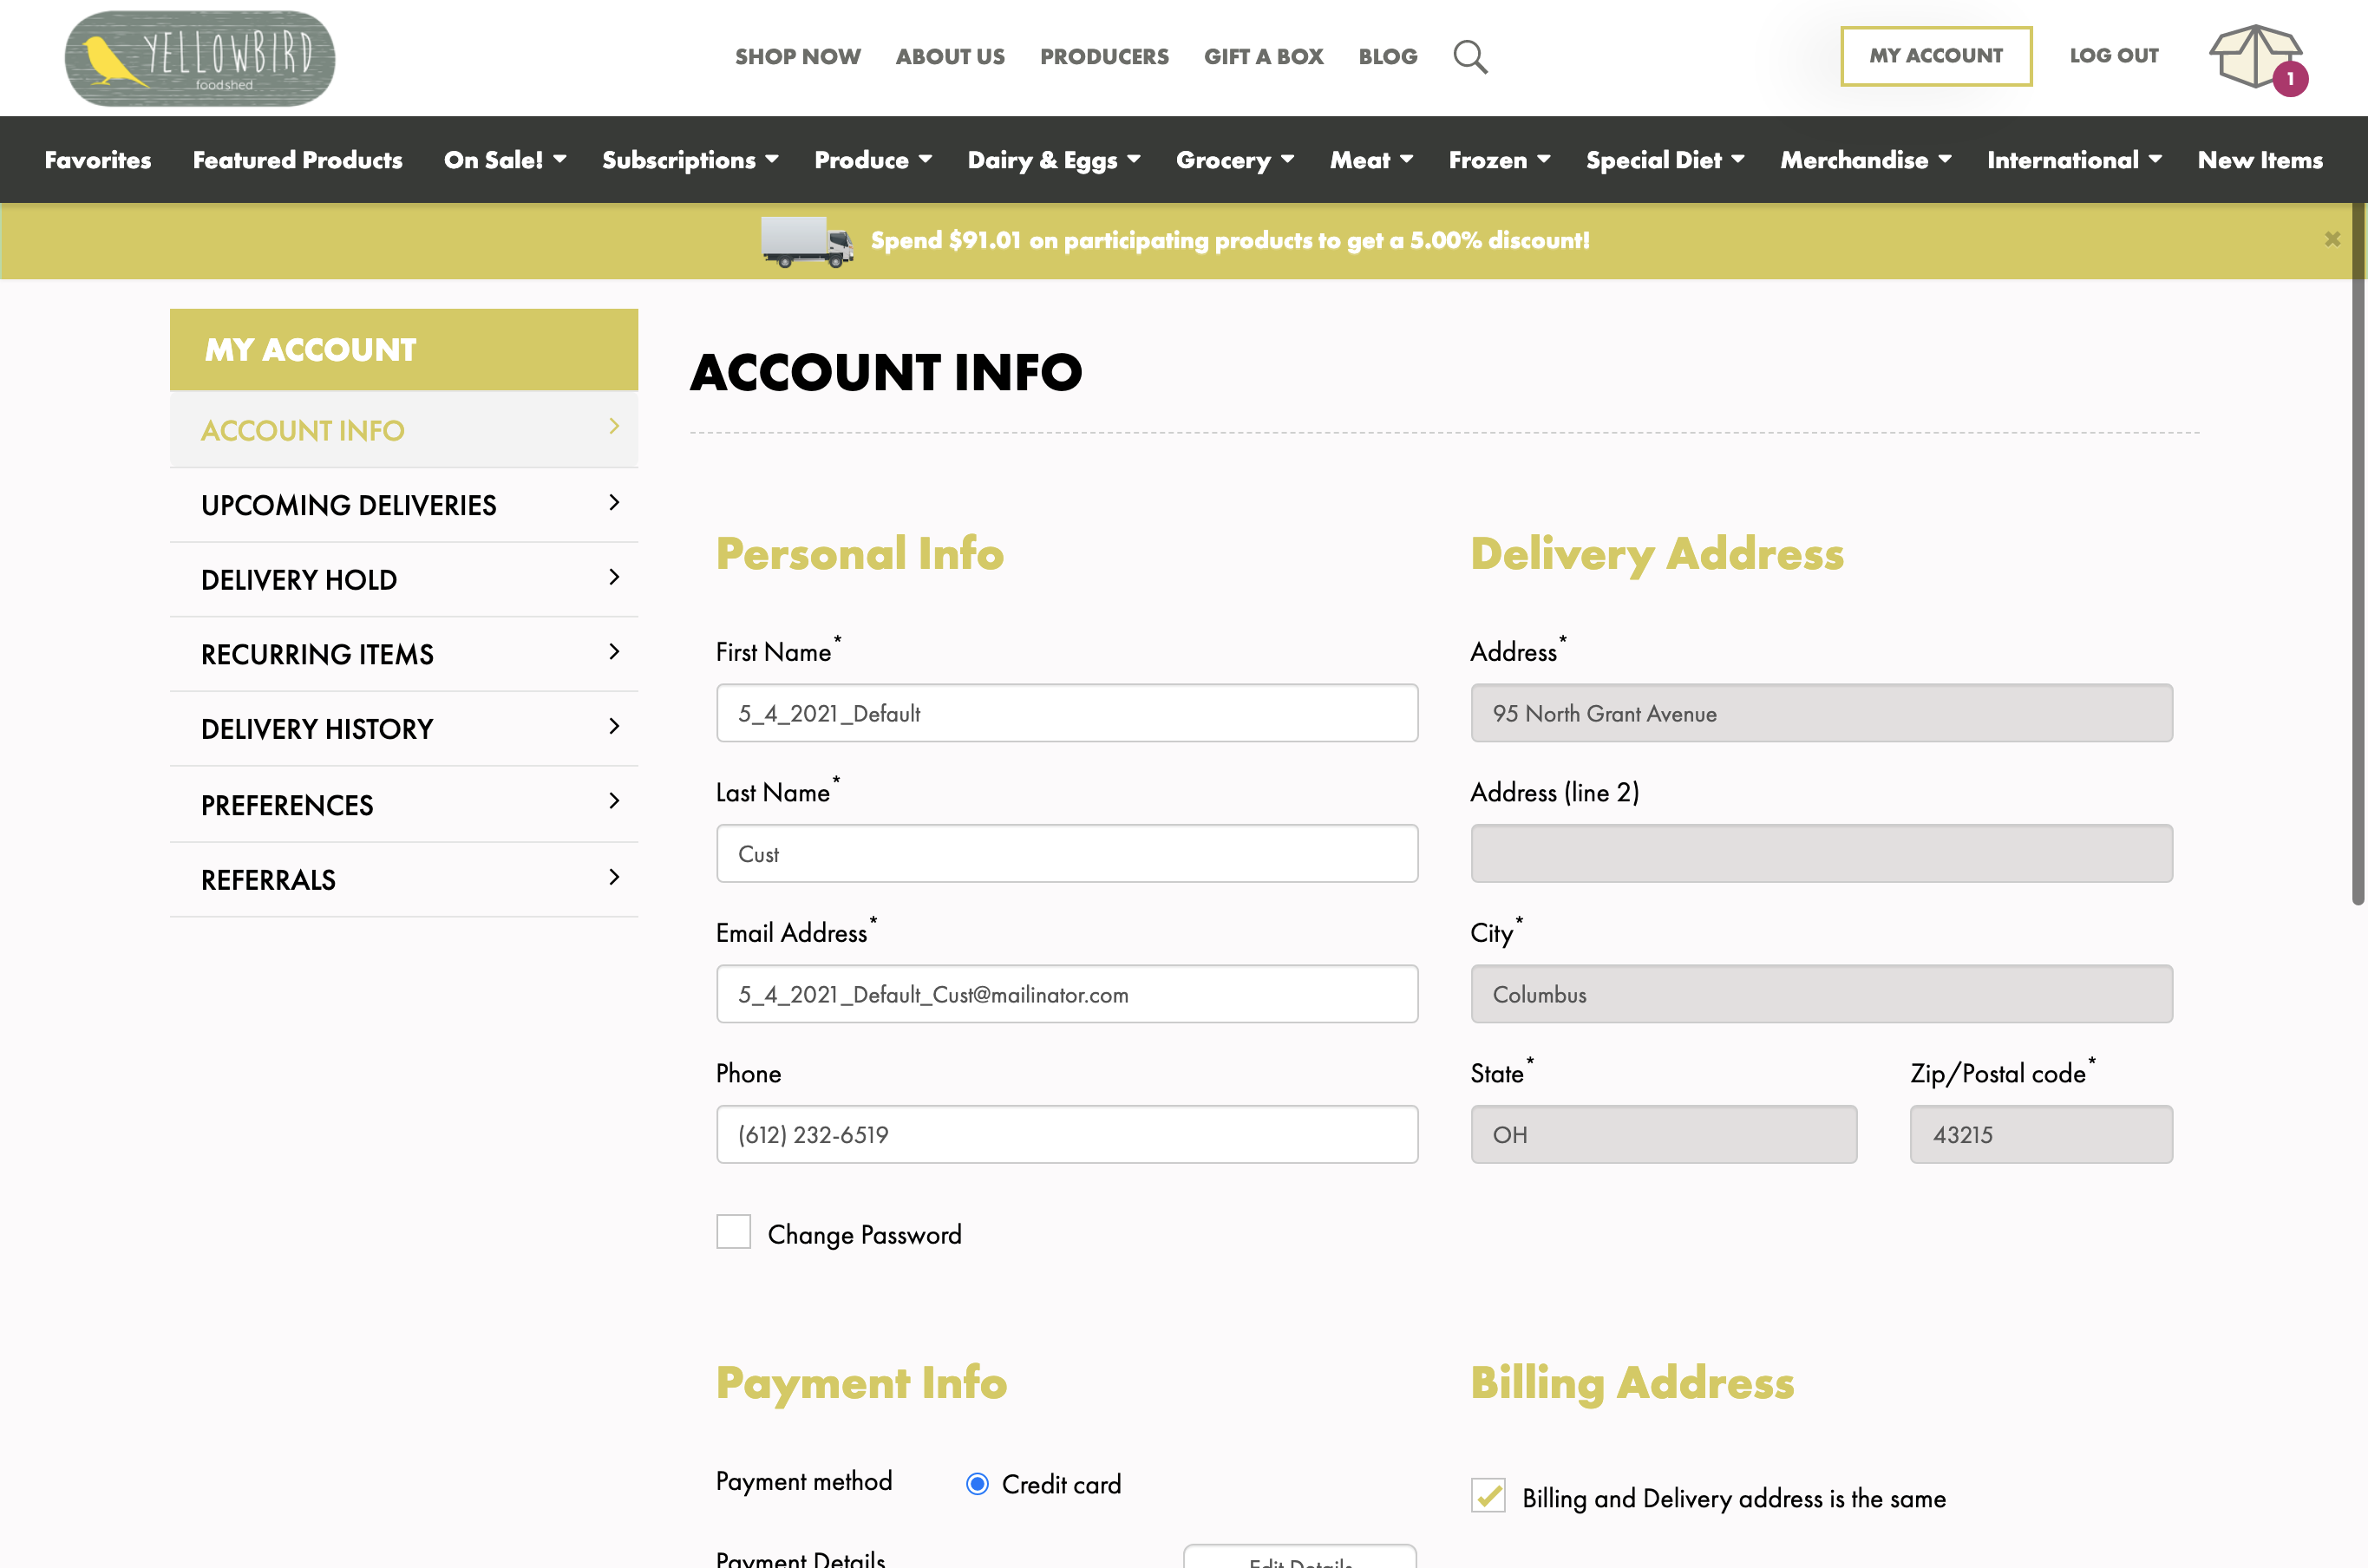 YELLOWBIRD
foodshed
SHOP NOW ABOUT US PRODUCERS GIFT A BOX BLOG
MY ACCOUNT LOG OUT 1
Favorites Featured Products On Sale! Subscriptions Produce Dairy & Eggs Grocery Meat Frozen Special Diet Merchandise International New Items
Spend $91.01 on participating products to get a 5.00% discount!
MY ACCOUNT
ACCOUNT INFO
UPCOMING DELIVERIES
DELIVERY HOLD
RECURRING ITEMS
DELIVERY HISTORY
PREFERENCES
REFERRALS
ACCOUNT INFO
Personal Info
First Name*
5_4_2021_Default
Last Name*
Cust
Email Address*
5_4_2021_Default_Cust@mailinator.com
Phone
(612) 232-6519
Change Password
Delivery Address
Address*
95 North Grant Avenue
Address (line 2)
City*
Columbus
State* Zip/Postal code*
OH 43215
Payment Info
Payment method Credit card
Payment Details Edit Details
Billing Address
Billing and Delivery address is the same